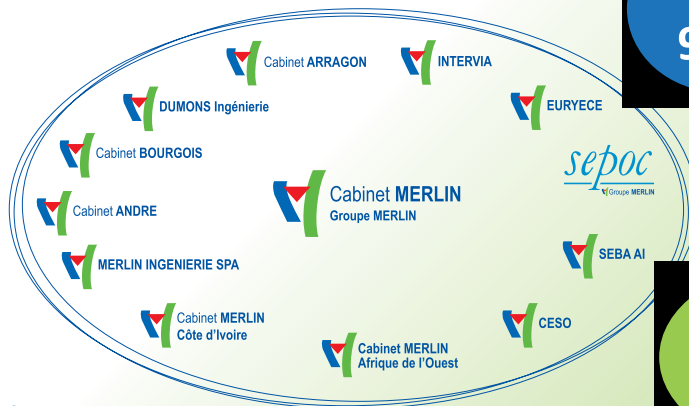 Cabinet ARRAGON
INTERVIA
DUMONS Ingénierie
EURYECE
Cabinet BOURGOIS
sepoc
Groupe MERLIN
Cabinet MERLIN
Groupe MERLIN
Cabinet ANDRE
MERLIN INGENIERIE SPA
SEBA AI
Cabinet MERLIN
Côte d'Ivoire
CESO
Cabinet MERLIN
Afrique de l'Ouest